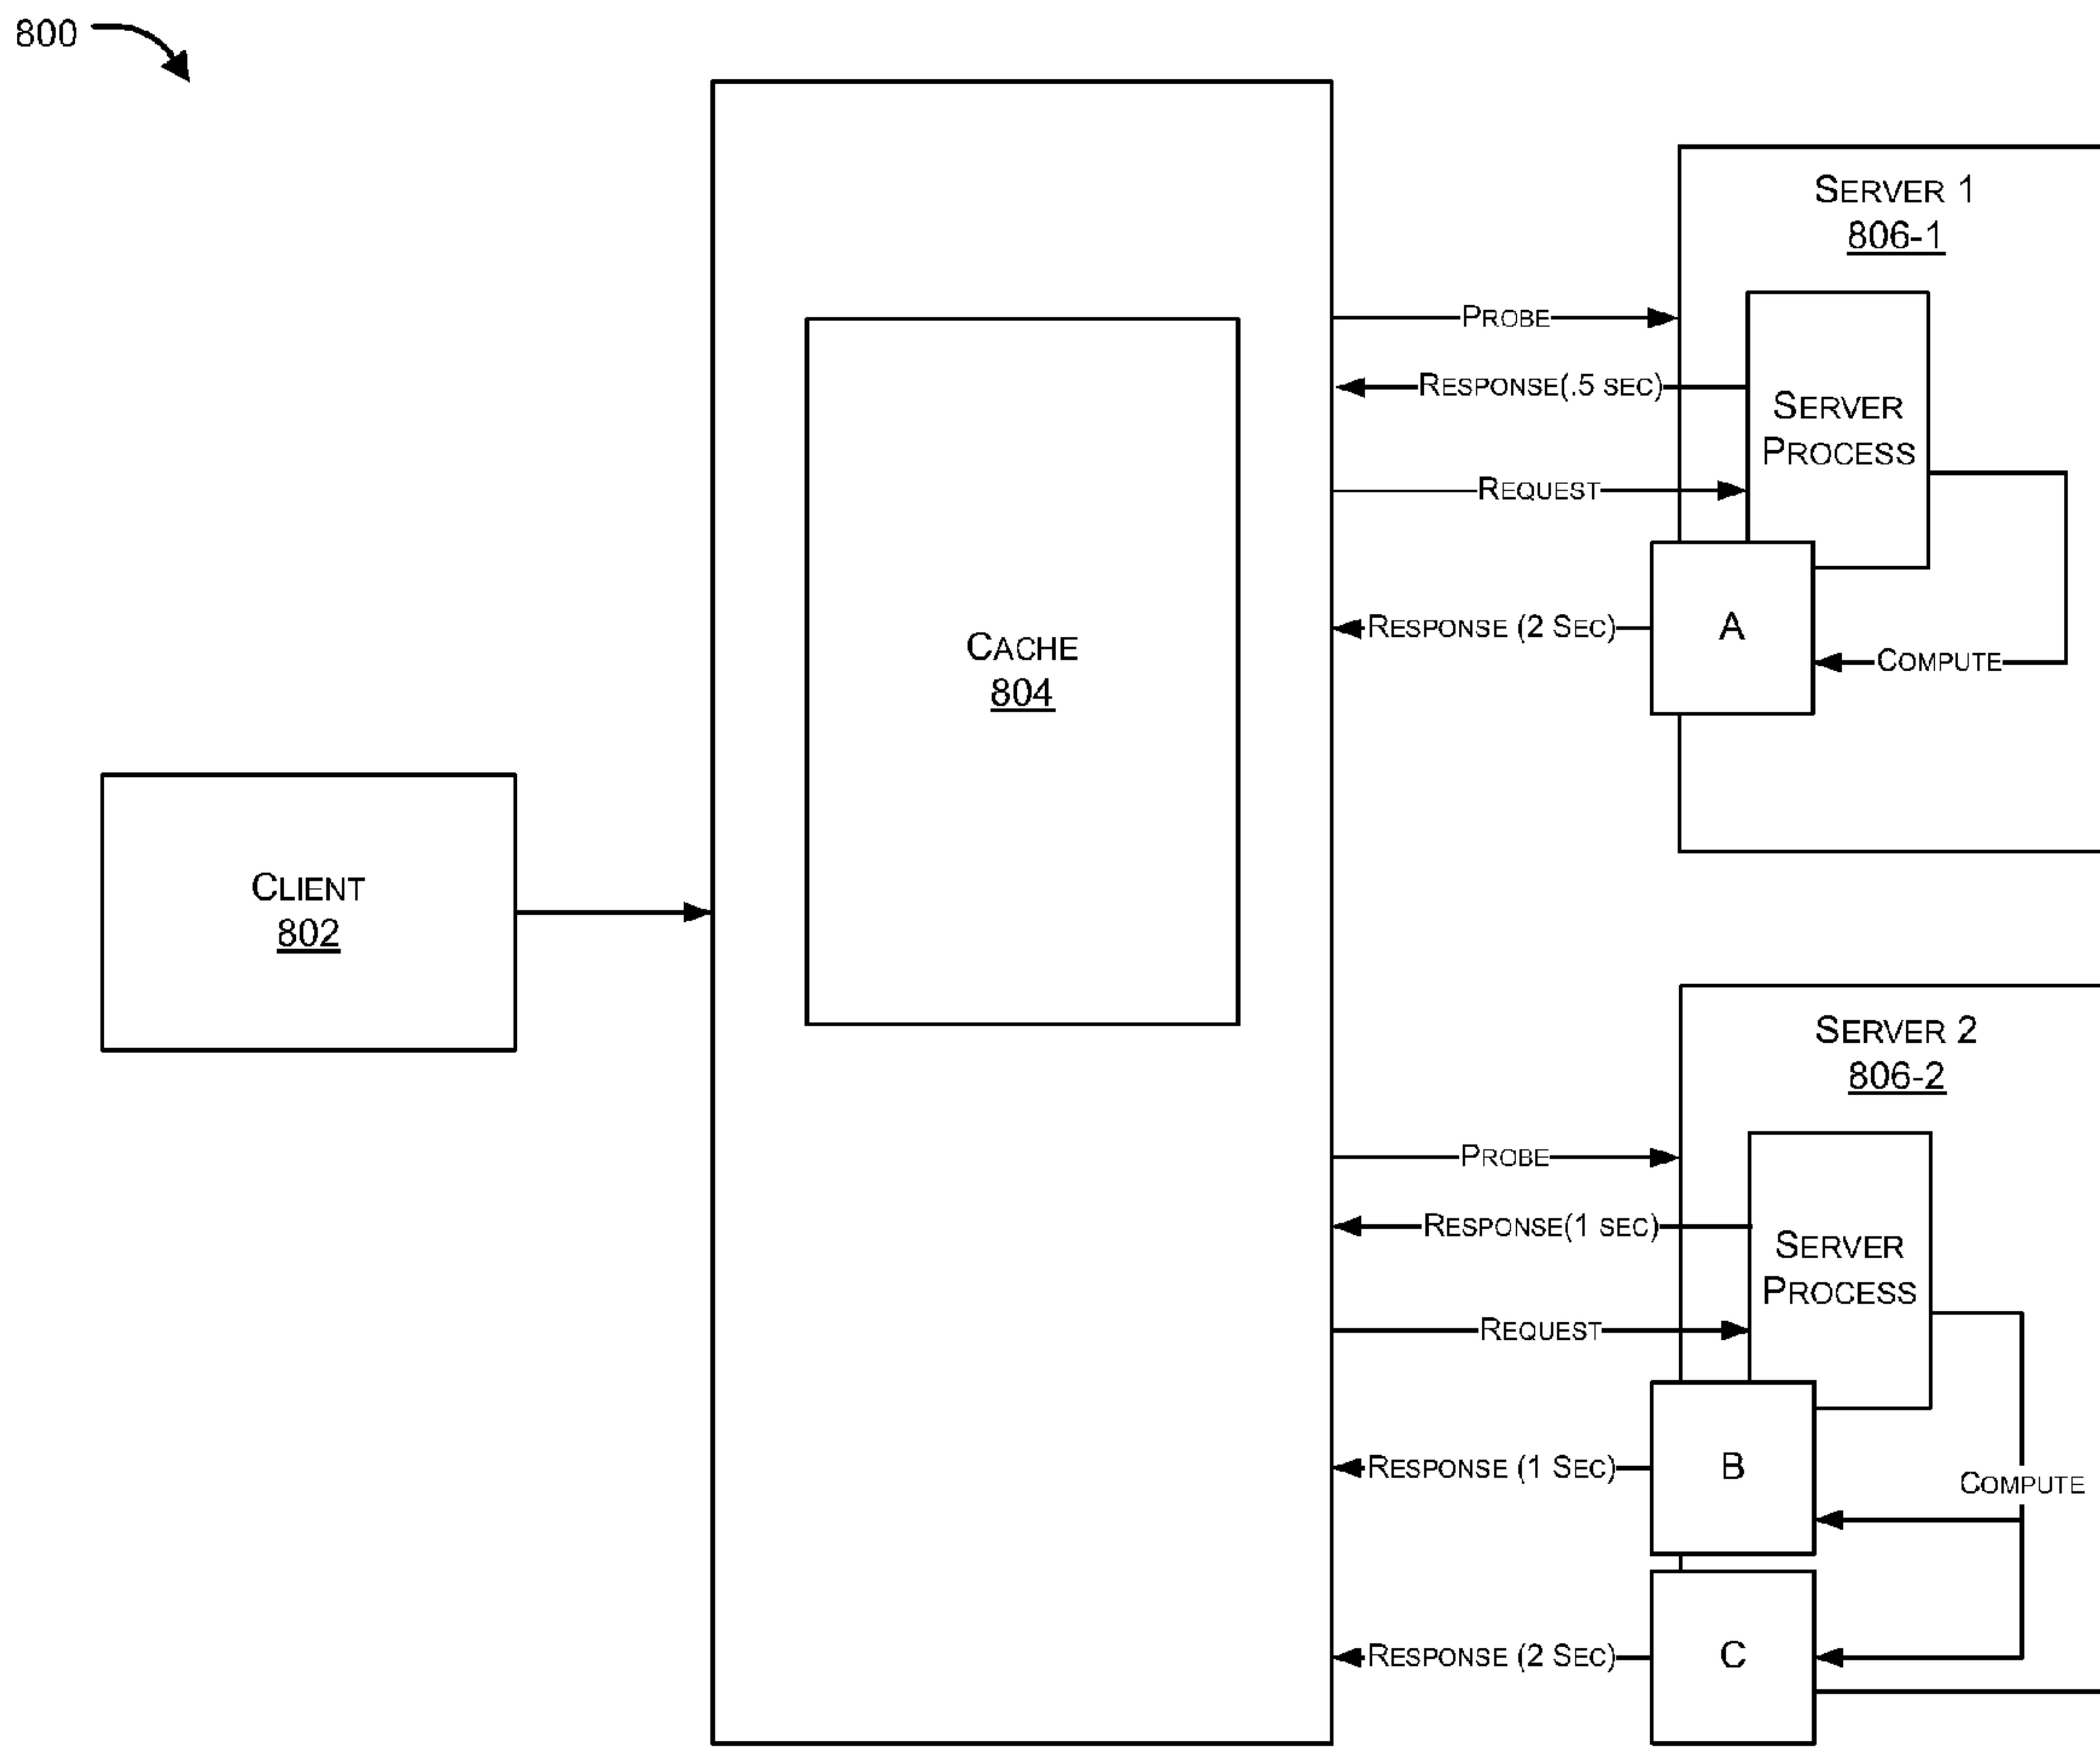 800
SERVER 1
806-1
PROBE
RESPONSE(.5 SEC)
SERVER
PROCESS
REQUEST
A
RESPONSE (2 SEC)
COMPUTE
CACHE
804
CLIENT
802
SERVER 2
806-2
PROBE
RESPONSE(1 SEC)
SERVER
PROCESS
REQUEST
B
RESPONSE (1 SEC)
COMPUTE
RESPONSE (2 SEC)
C